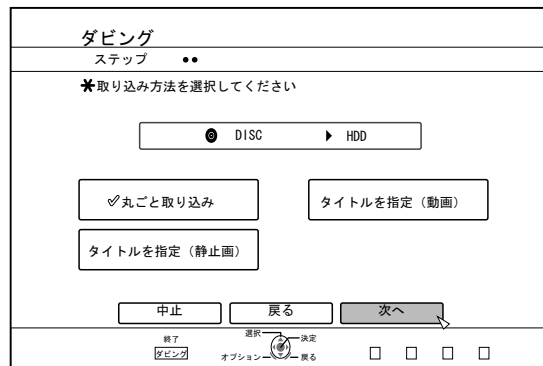 ダビング
ステップ ●●
✱取り込み方法を選択してください
DISC ▶ HDD
✓丸ごと取り込み タイトルを指定（動画）
タイトルを指定（静止画）
中止 戻る 次へ
終了 選択 決定
ダビング オプション 戻る